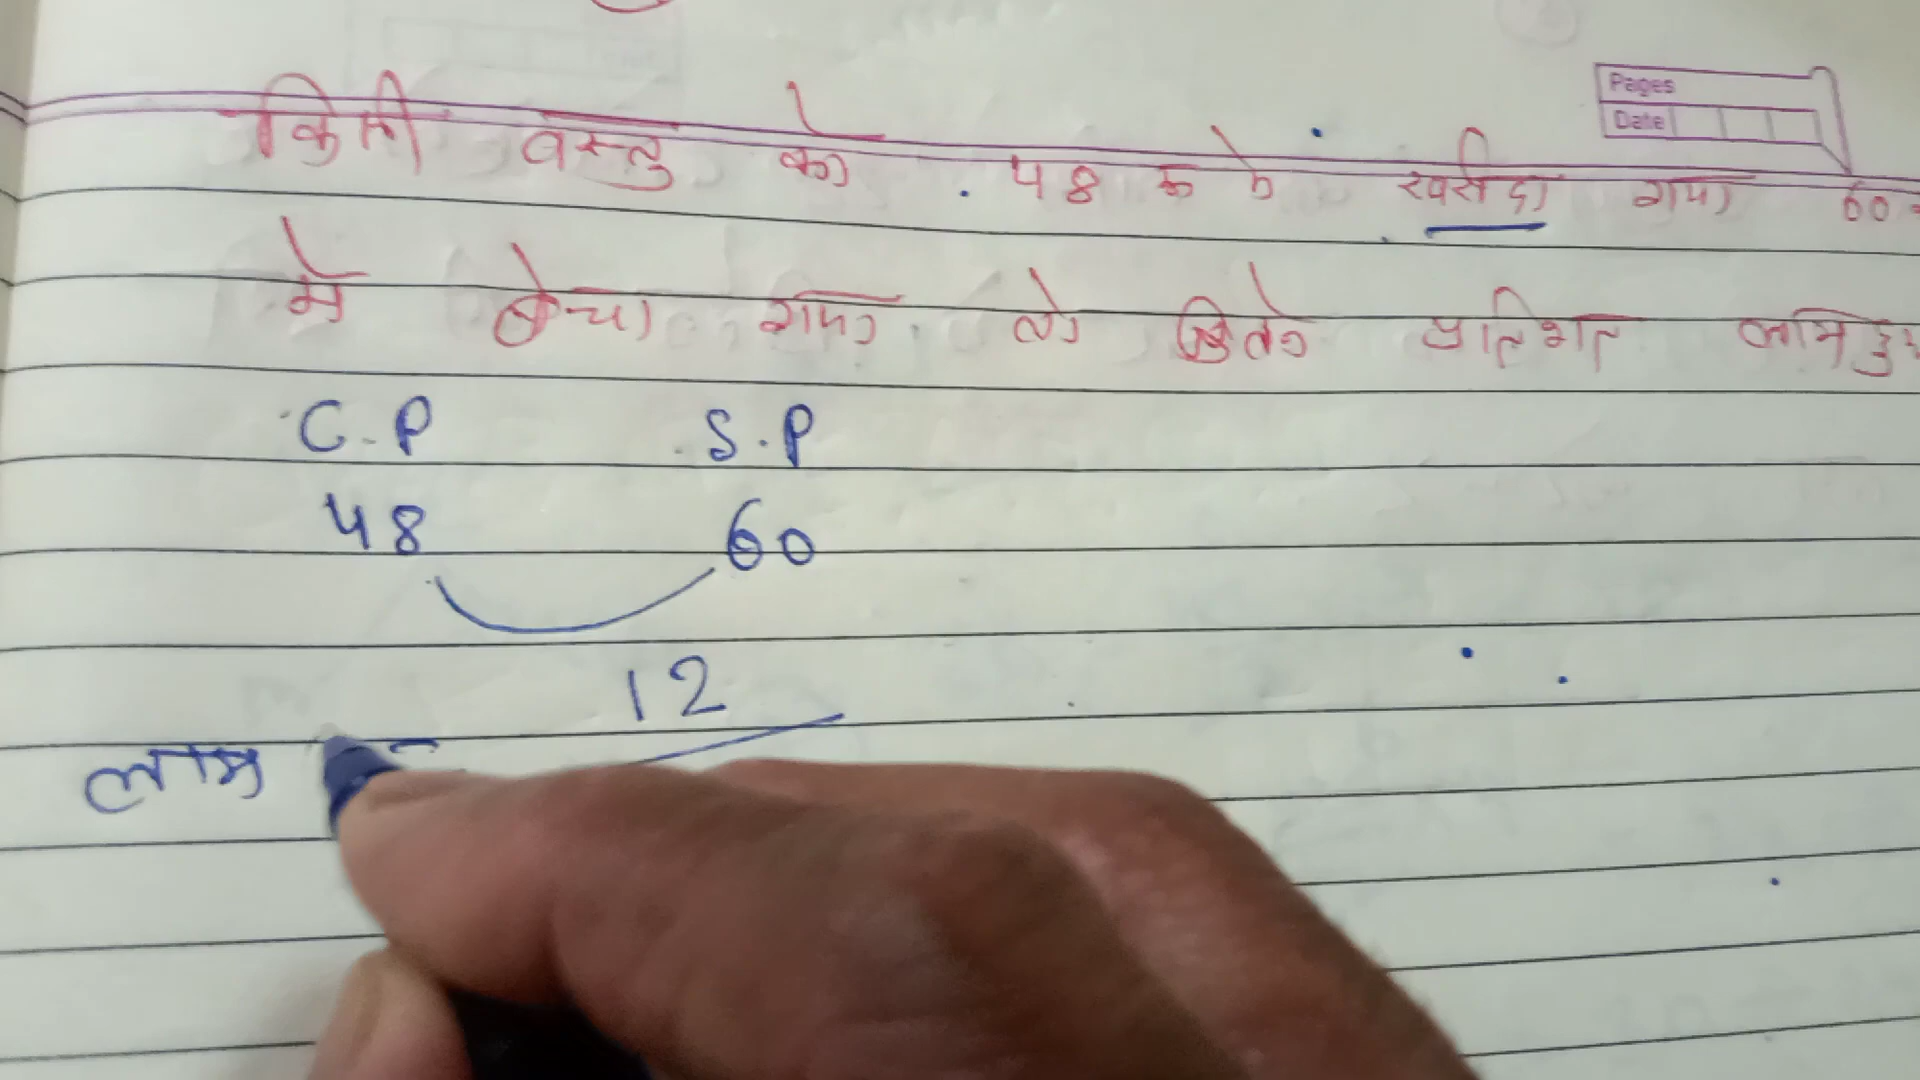 Pages
Date
किसी वस्तु को 48 रू मे खरीदा गया 60
में बेचा गया तो कितने प्रतिशत लाभ
C.P S.P
48 60
12
लाभ